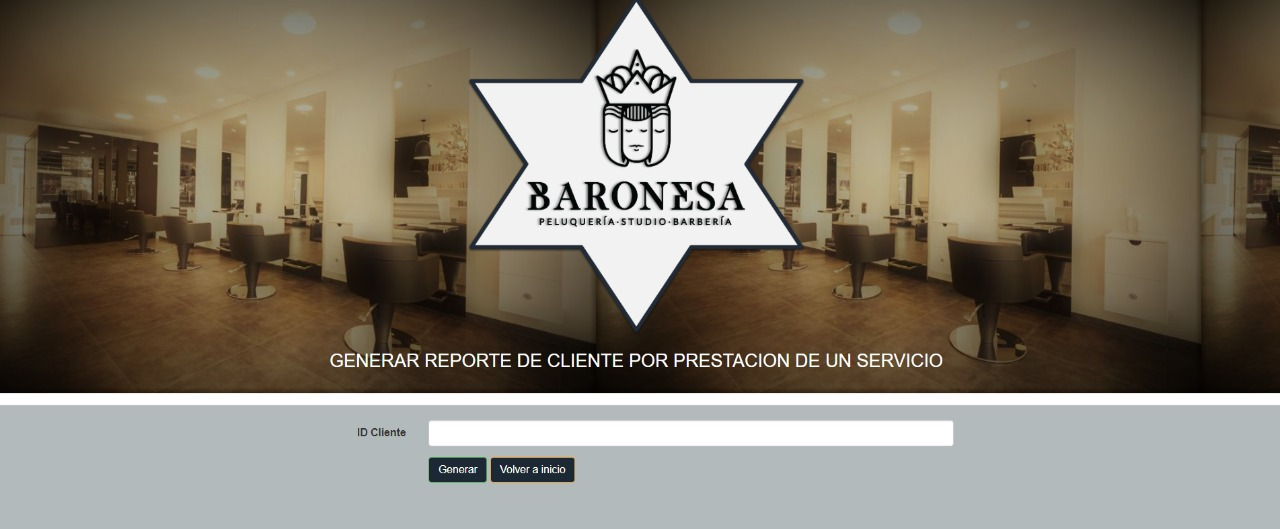 BARONESA
PELUQUERÍA·STUDIO·BARBERÍA
GENERAR REPORTE DE CLIENTE POR PRESTACION DE UN SERVICIO
ID Cliente
Generar Volver a inicio